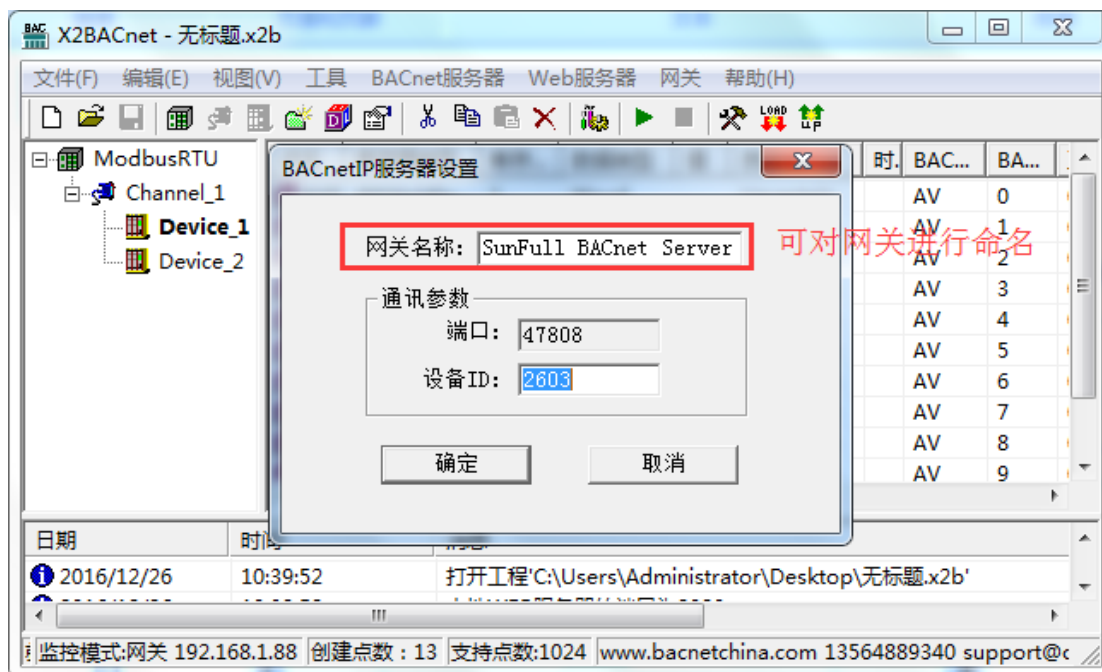 BAC X2BACnet - 无标题.x2b
文件(F) 编辑(E) 视图(V) 工具 BACnet服务器 Web服务器 网关 帮助(H)
LOAD UP
ModbusRTU
Channel_1
Device_1
Device_2
BACnetIP服务器设置
网关名称: SunFull BACnet Server
可对网关进行命名
通讯参数
端口: 47808
设备ID: 2603
确定 取消
时. BAC... BA...
AV 0
AV 1
AV 2
AV 3
AV 4
AV 5
AV 6
AV 7
AV 8
AV 9
日期 时间
2016/12/26 10:39:52 打开工程'C:\Users\Administrator\Desktop\无标题.x2b'
监控模式:网关 192.168.1.88 创建点数：13 支持点数:1024 www.bacnetchina.com 13564889340 support@c